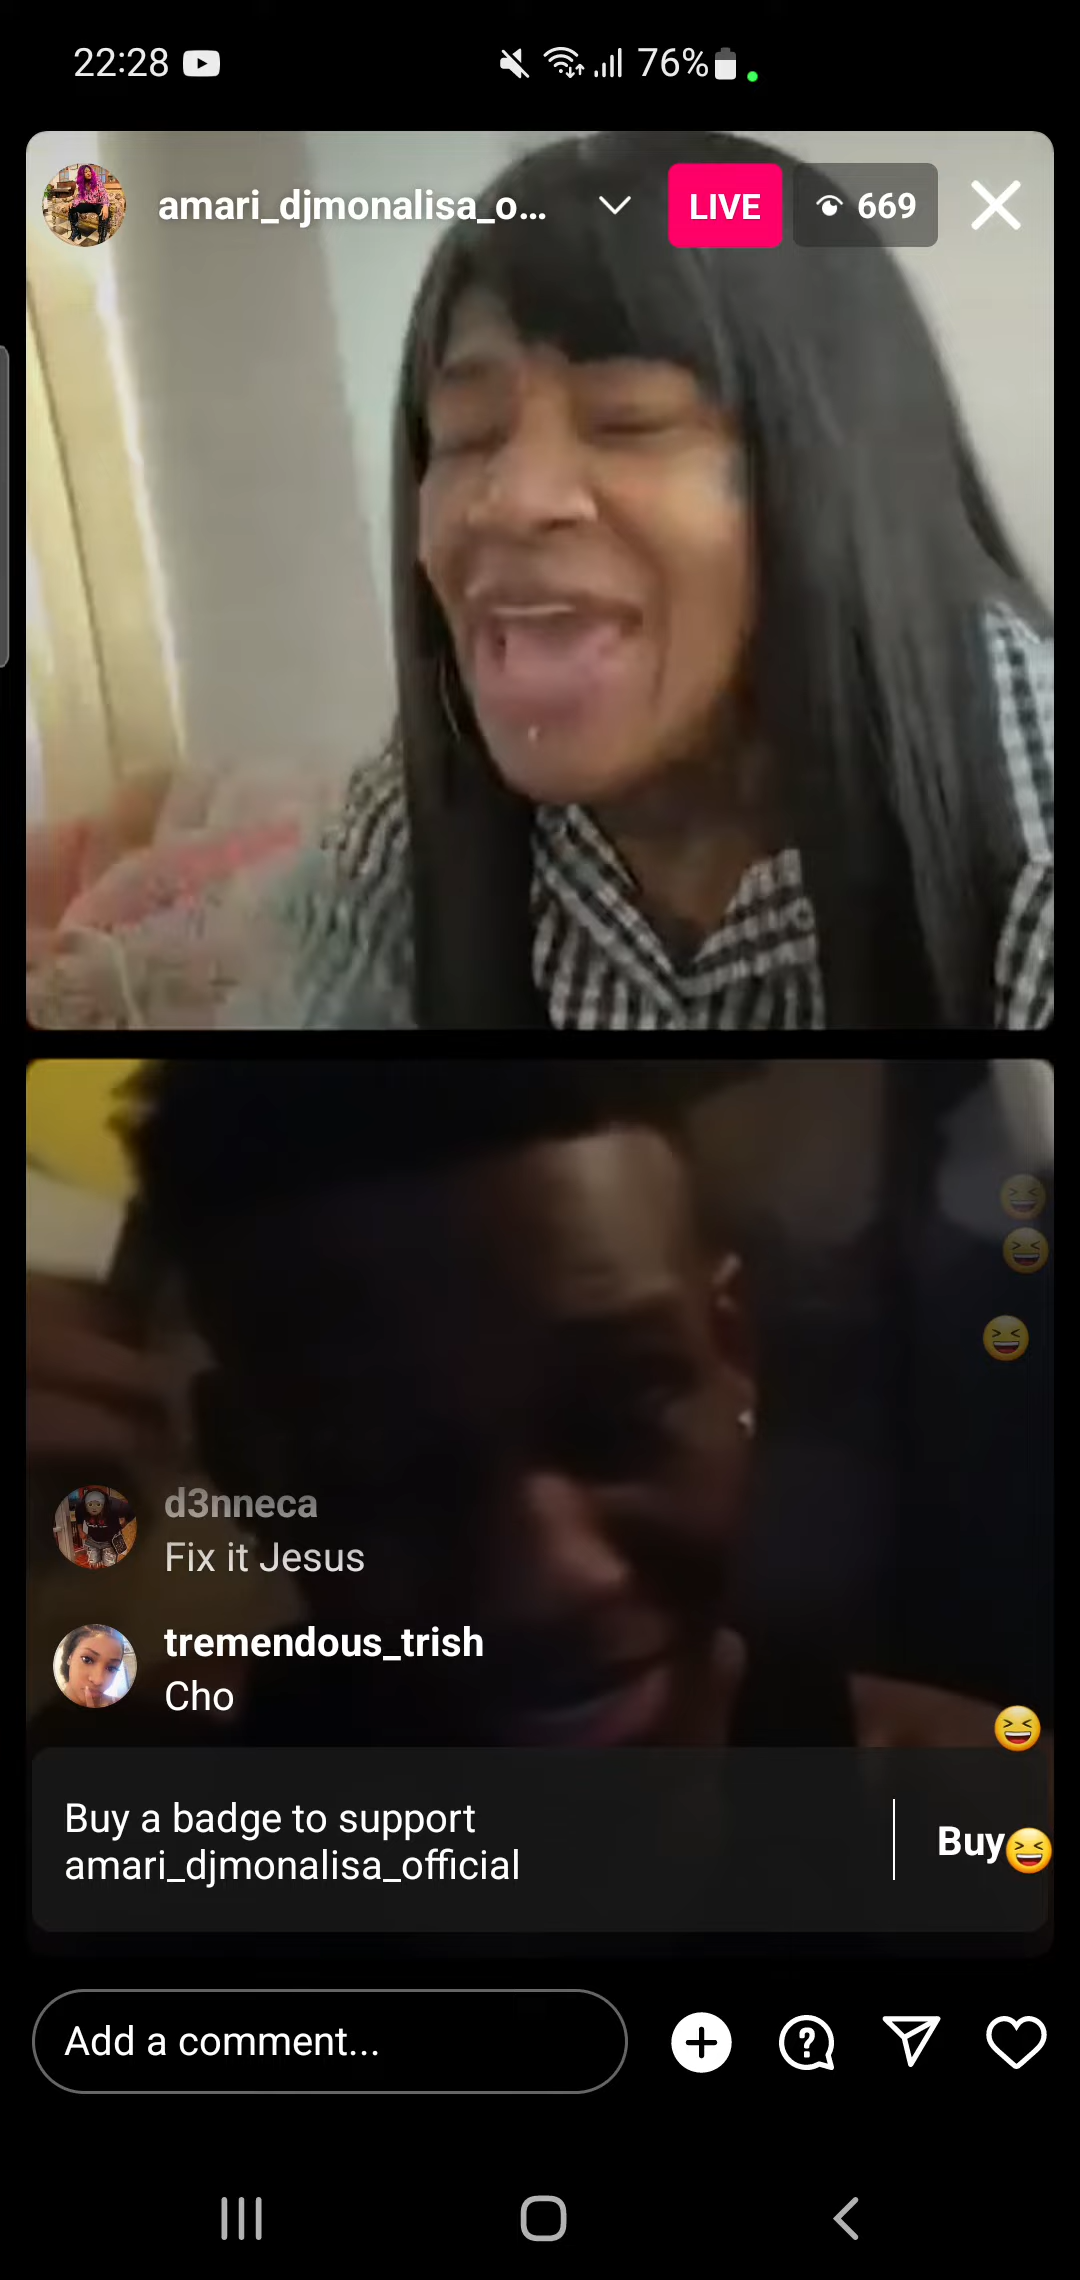 22:28
76%
amari_djmonalisa_o...
LIVE
669
d3nneca
Fix it Jesus
tremendous_trish
Cho
Buy a badge to support
amari_djmonalisa_official
Buy
Add a comment...